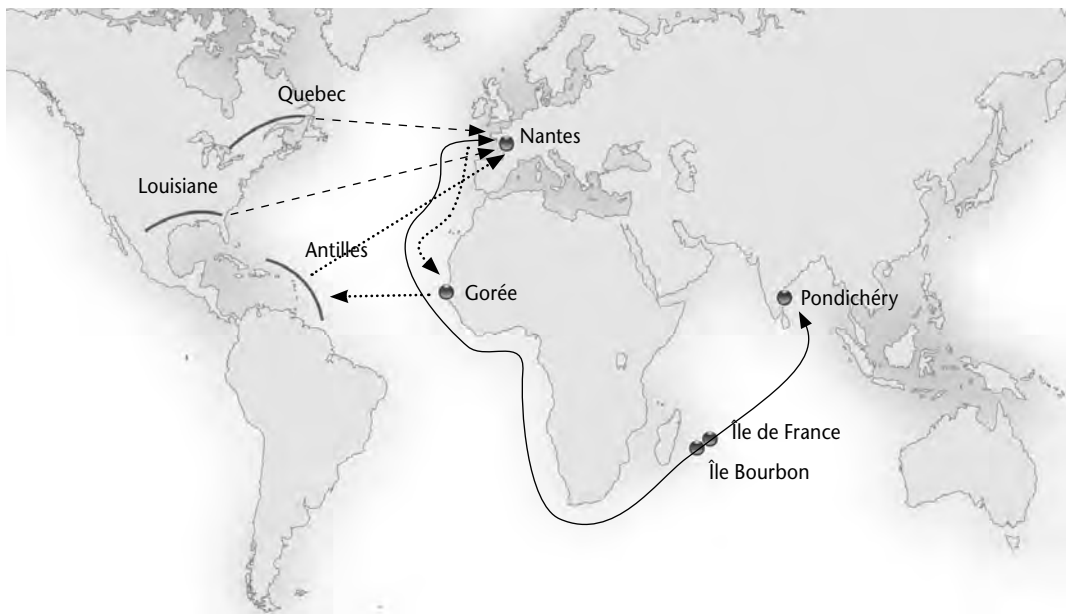 Quebec
Nantes
Louisiane
Antilles
Gorée
Pondichéry
Île de France
Île Bourbon